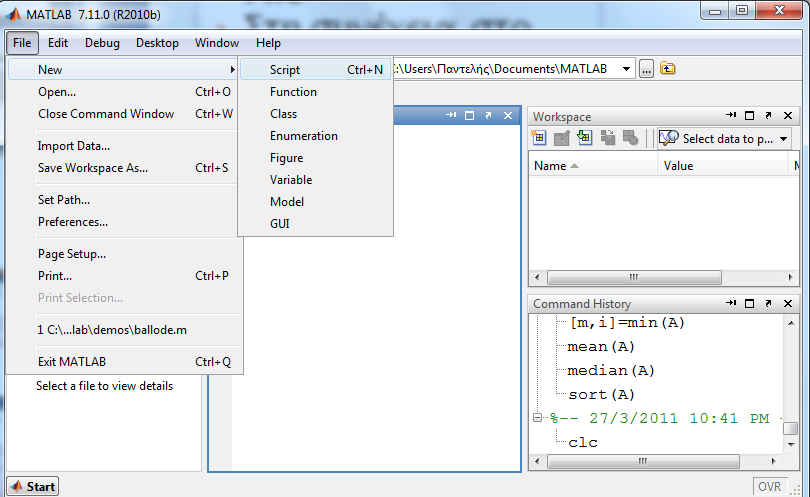 MATLAB 7.11.0 (R2010b)
File Edit Debug Desktop Window Help
New
Open... Ctrl+O
Close Command Window Ctrl+W
Import Data...
Save Workspace As... Ctrl+S
Set Path...
Preferences...
Page Setup...
Print... Ctrl+P
Print Selection...
1 C:\...lab\demos\ballode.m
Exit MATLAB Ctrl+Q
Script Ctrl+N
Function
Class
Enumeration
Figure
Variable
Model
GUI
:\Users\Παντελής\Documents\MATLAB
Select a file to view details
Workspace
Select data to p...
Name Value
Command History
[m,i]=min(A)
mean(A)
median(A)
sort(A)
%-- 27/3/2011 10:41 PM -
clc
Start
OVR